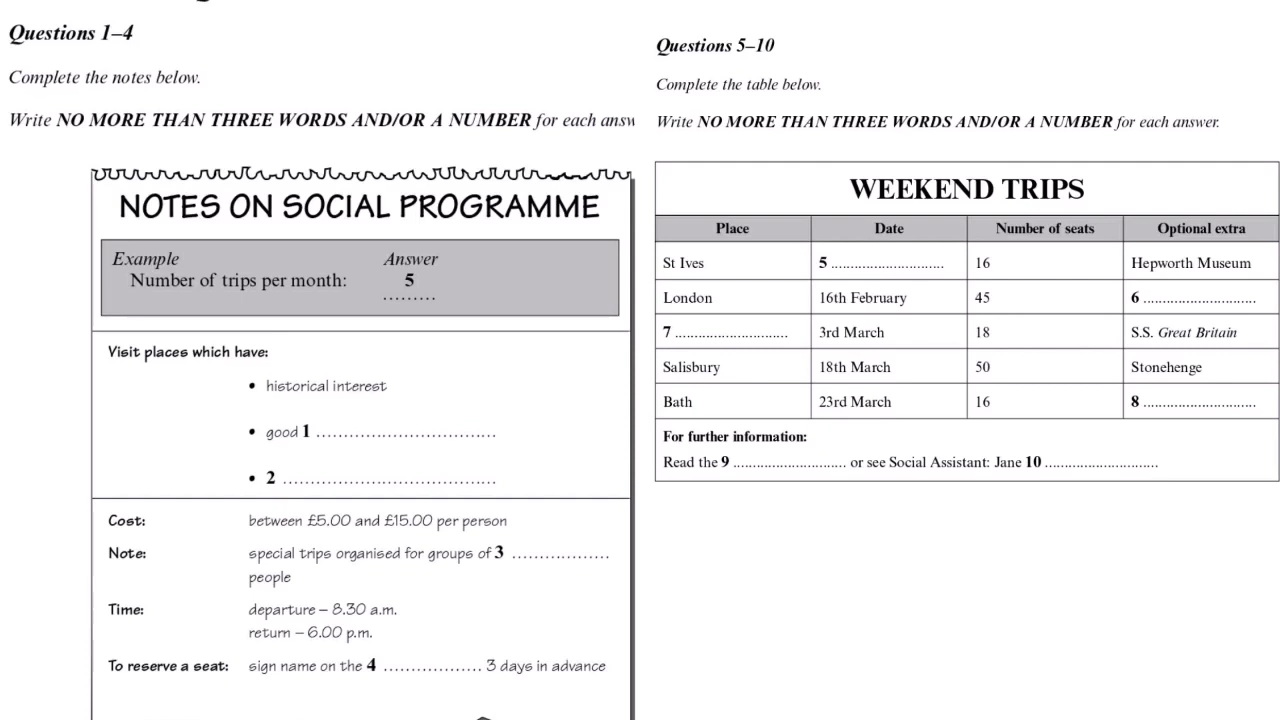 Questions 1–4
Complete the notes below.
Write NO MORE THAN THREE WORDS AND/OR A NUMBER for each answ
NOTES ON SOCIAL PROGRAMME
Example Answer
Number of trips per month: 5
.........
Visit places which have:
• historical interest
• good 1 ..................................
• 2 ........................................
Cost: between £5.00 and £15.00 per person
Note: special trips organised for groups of 3 ..................
people
Time: departure – 8.30 a.m.
return – 6.00 p.m.
To reserve a seat: sign name on the 4 .................. 3 days in advance
Questions 5–10
Complete the table below.
Write NO MORE THAN THREE WORDS AND/OR A NUMBER for each answer.
WEEKEND TRIPS
Place Date Number of seats Optional extra
St Ives 5 ............................. 16 Hepworth Museum
London 16th February 45 6 .............................
7 ............................. 3rd March 18 S.S. Great Britain
Salisbury 18th March 50 Stonehenge
Bath 23rd March 16 8 .............................
For further information:
Read the 9 ............................. or see Social Assistant: Jane 10 .............................